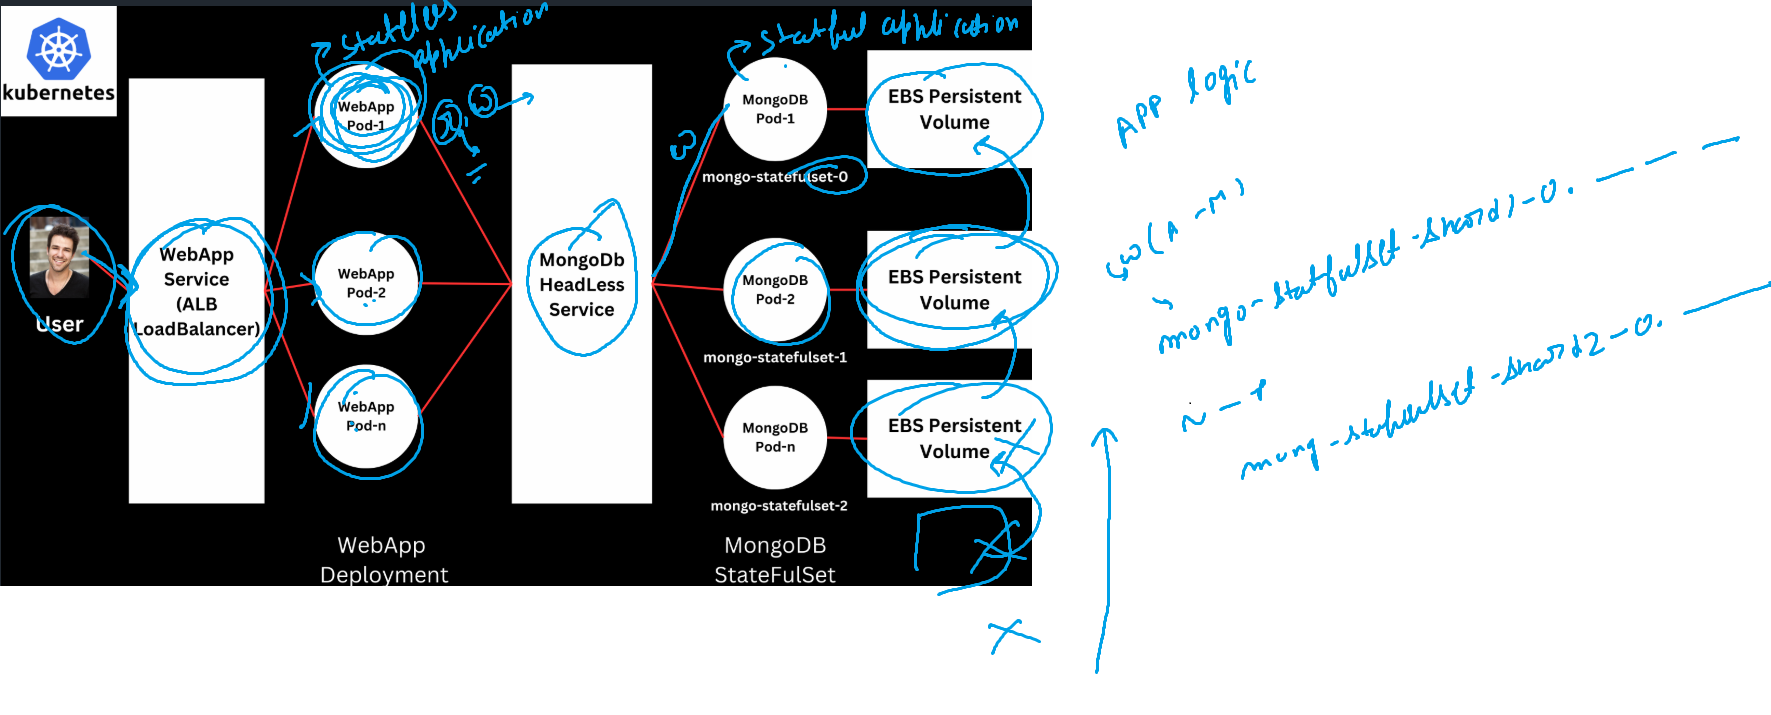 kubernetes
stateless
application
WebApp
Pod-1
R, W
W
statful application
MongoDB
Pod-1
mongo-statefulset-0
EBS Persistent
Volume
User
WebApp
Service
(ALB
LoadBalancer)
WebApp
Pod-2
MongoDb
HeadLess
Service
MongoDB
Pod-2
mongo-statefulset-1
EBS Persistent
Volume
WebApp
Pod-n
MongoDB
Pod-n
mongo-statefulset-2
EBS Persistent
Volume
WebApp
Deployment
MongoDB
StateFulSet
APP logic
W (A - M)
mongo-statfulset-shard1-0. — — —
mong-statefulset-shard2-0. —